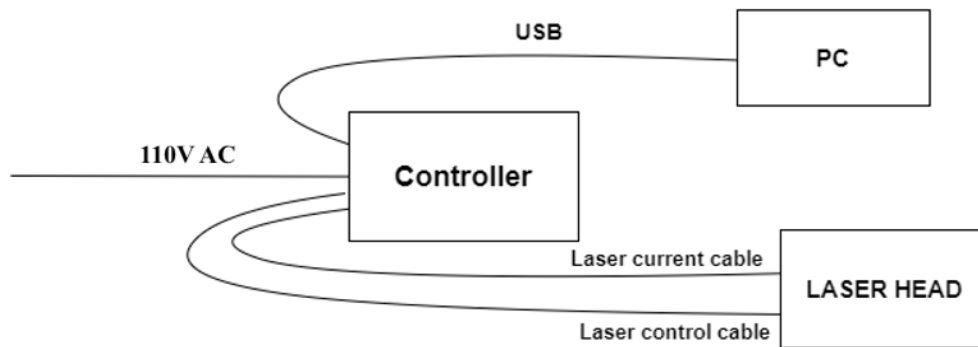 USB
PC
110V AC
Controller
Laser current cable
LASER HEAD
Laser control cable